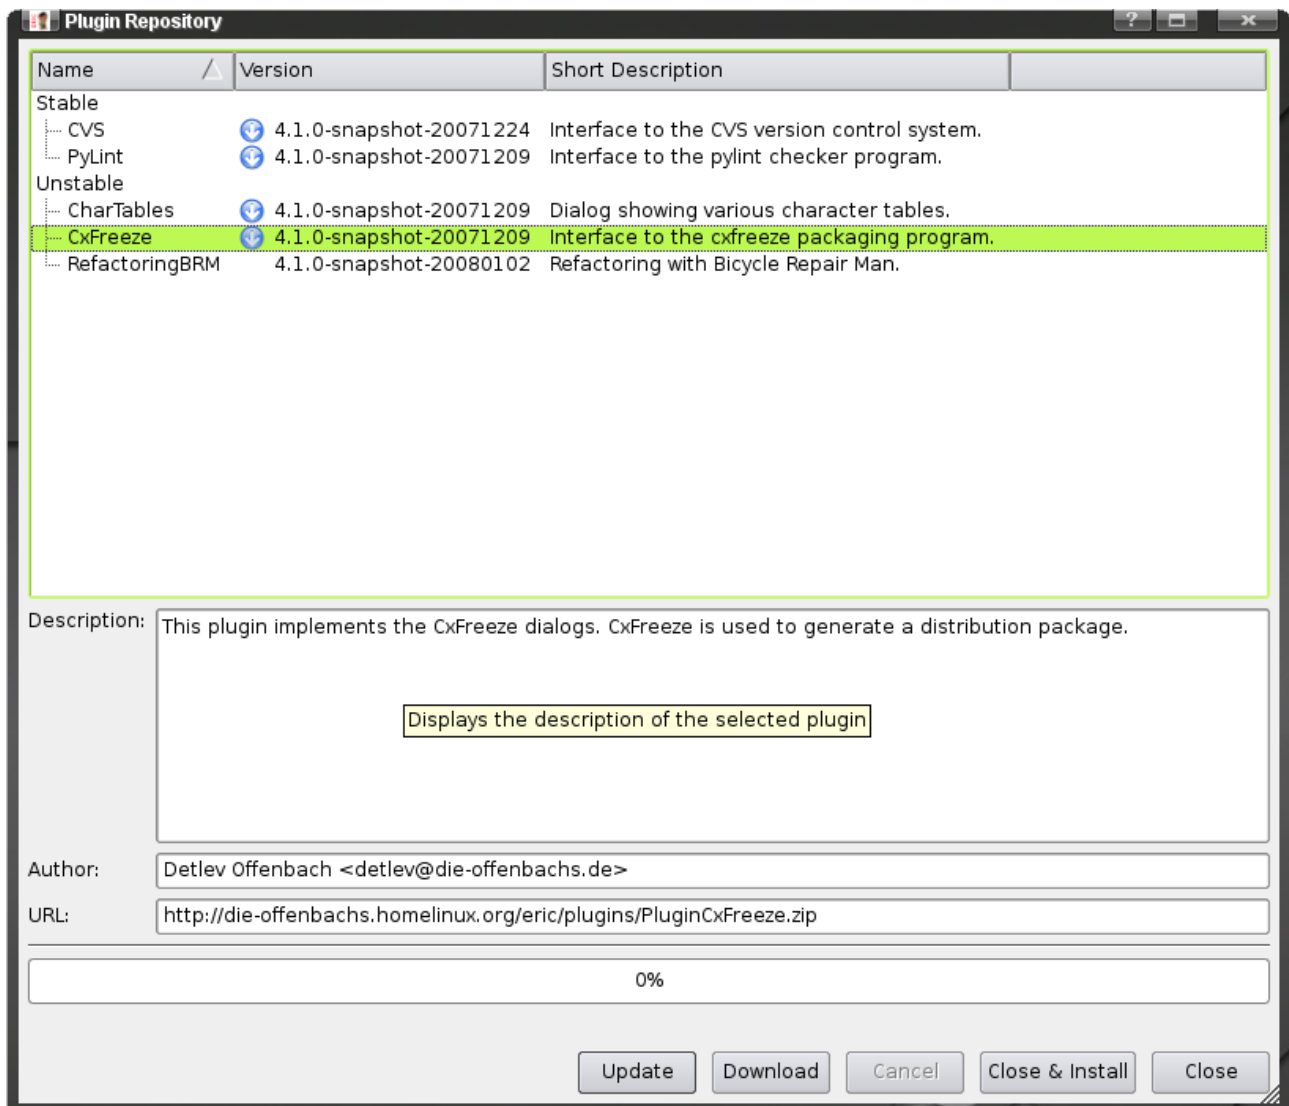 Plugin Repository
Name Version Short Description
Stable
CVS 4.1.0-snapshot-20071224 Interface to the CVS version control system.
PyLint 4.1.0-snapshot-20071209 Interface to the pylint checker program.
Unstable
CharTables 4.1.0-snapshot-20071209 Dialog showing various character tables.
CxFreeze 4.1.0-snapshot-20071209 Interface to the cxfreeze packaging program.
RefactoringBRM 4.1.0-snapshot-20080102 Refactoring with Bicycle Repair Man.
Description: This plugin implements the CxFreeze dialogs. CxFreeze is used to generate a distribution package.
Displays the description of the selected plugin
Author: Detlev Offenbach <detlev@die-offenbachs.de>
URL: http://die-offenbachs.homelinux.org/eric/plugins/PluginCxFreeze.zip
0%
Update Download Cancel Close & Install Close